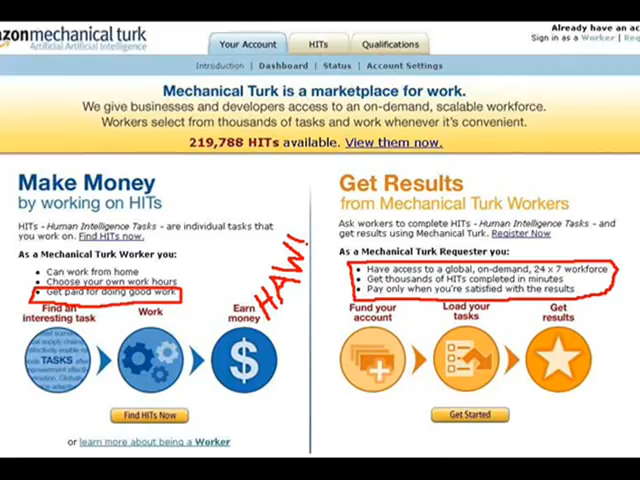 zonmechanical turk
Artificial Artificial Intelligence
Your Account
HITs
Qualifications
Already have an ac
Sign in as a Worker | Req
Introduction | Dashboard | Status | Account Settings
Mechanical Turk is a marketplace for work.
We give businesses and developers access to an on-demand, scalable workforce.
Workers select from thousands of tasks and work whenever it's convenient.
219,788 HITs available. View them now.
Make Money
by working on HITs
HITs - Human Intelligence Tasks - are individual tasks that
you work on. Find HITs now.
As a Mechanical Turk Worker you:
• Can work from home
• Choose your own work hours
• Get paid for doing good work
HAW!
Find an
interesting task
Work
Earn
money
TASKS
$
Find HITs Now
or learn more about being a Worker
Get Results
from Mechanical Turk Workers
Ask workers to complete HITs - Human Intelligence Tasks - and
get results using Mechanical Turk. Register Now
As a Mechanical Turk Requester you:
• Have access to a global, on-demand, 24 x 7 workforce
• Get thousands of HITs completed in minutes
• Pay only when you're satisfied with the results
Fund your
account
Load your
tasks
Get
results
Get Started